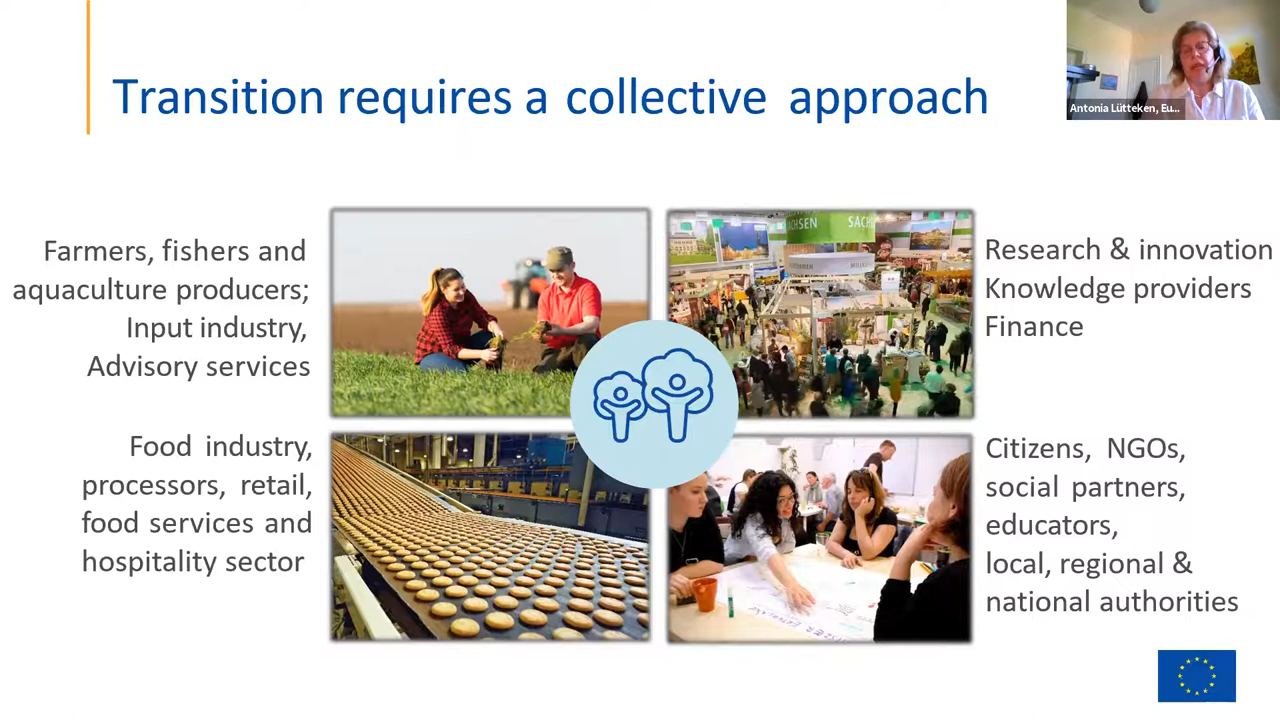 Transition requires a collective approach
Antonia Lütteken, Eu...
Farmers, fishers and
aquaculture producers;
Input industry,
Advisory services
SACHSEN
SACH
Research & innovation
Knowledge providers
Finance
Food industry,
processors, retail,
food services and
hospitality sector
Citizens, NGOs,
social partners,
educators,
local, regional &
national authorities